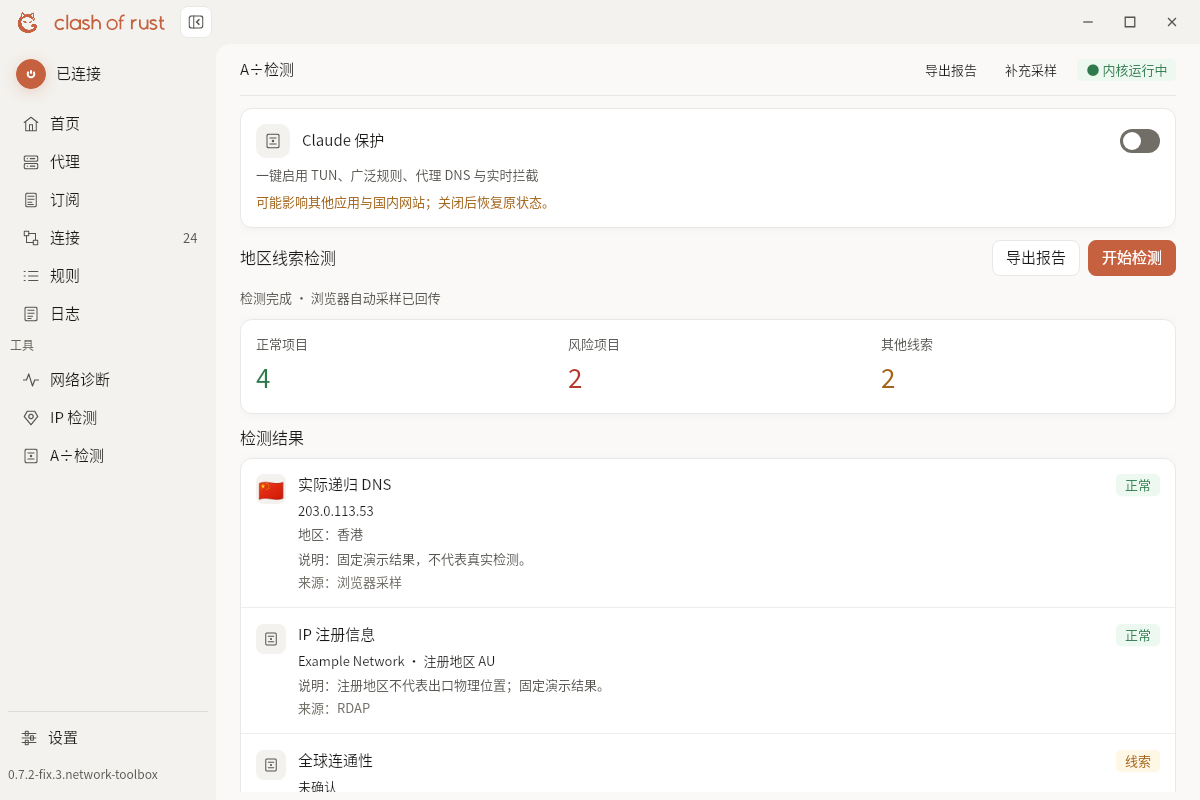 clash of rust
已连接
首页
代理
订阅
连接 24
规则
日志
工具
网络诊断
IP 检测
A÷检测
设置
0.7.2-fix.3.network-toolbox
A÷检测
导出报告 补充采样 内核运行中
Claude 保护
一键启用 TUN、广泛规则、代理 DNS 与实时拦截
可能影响其他应用与国内网站；关闭后恢复原状态。
地区线索检测
导出报告 开始检测
检测完成 · 浏览器自动采样已回传
正常项目 风险项目 其他线索
4 2 2
检测结果
实际递归 DNS 正常
203.0.113.53
地区：香港
说明：固定演示结果，不代表真实检测。
来源：浏览器采样
IP 注册信息 正常
Example Network · 注册地区 AU
说明：注册地区不代表出口物理位置；固定演示结果。
来源：RDAP
全球连通性 线索
未确认